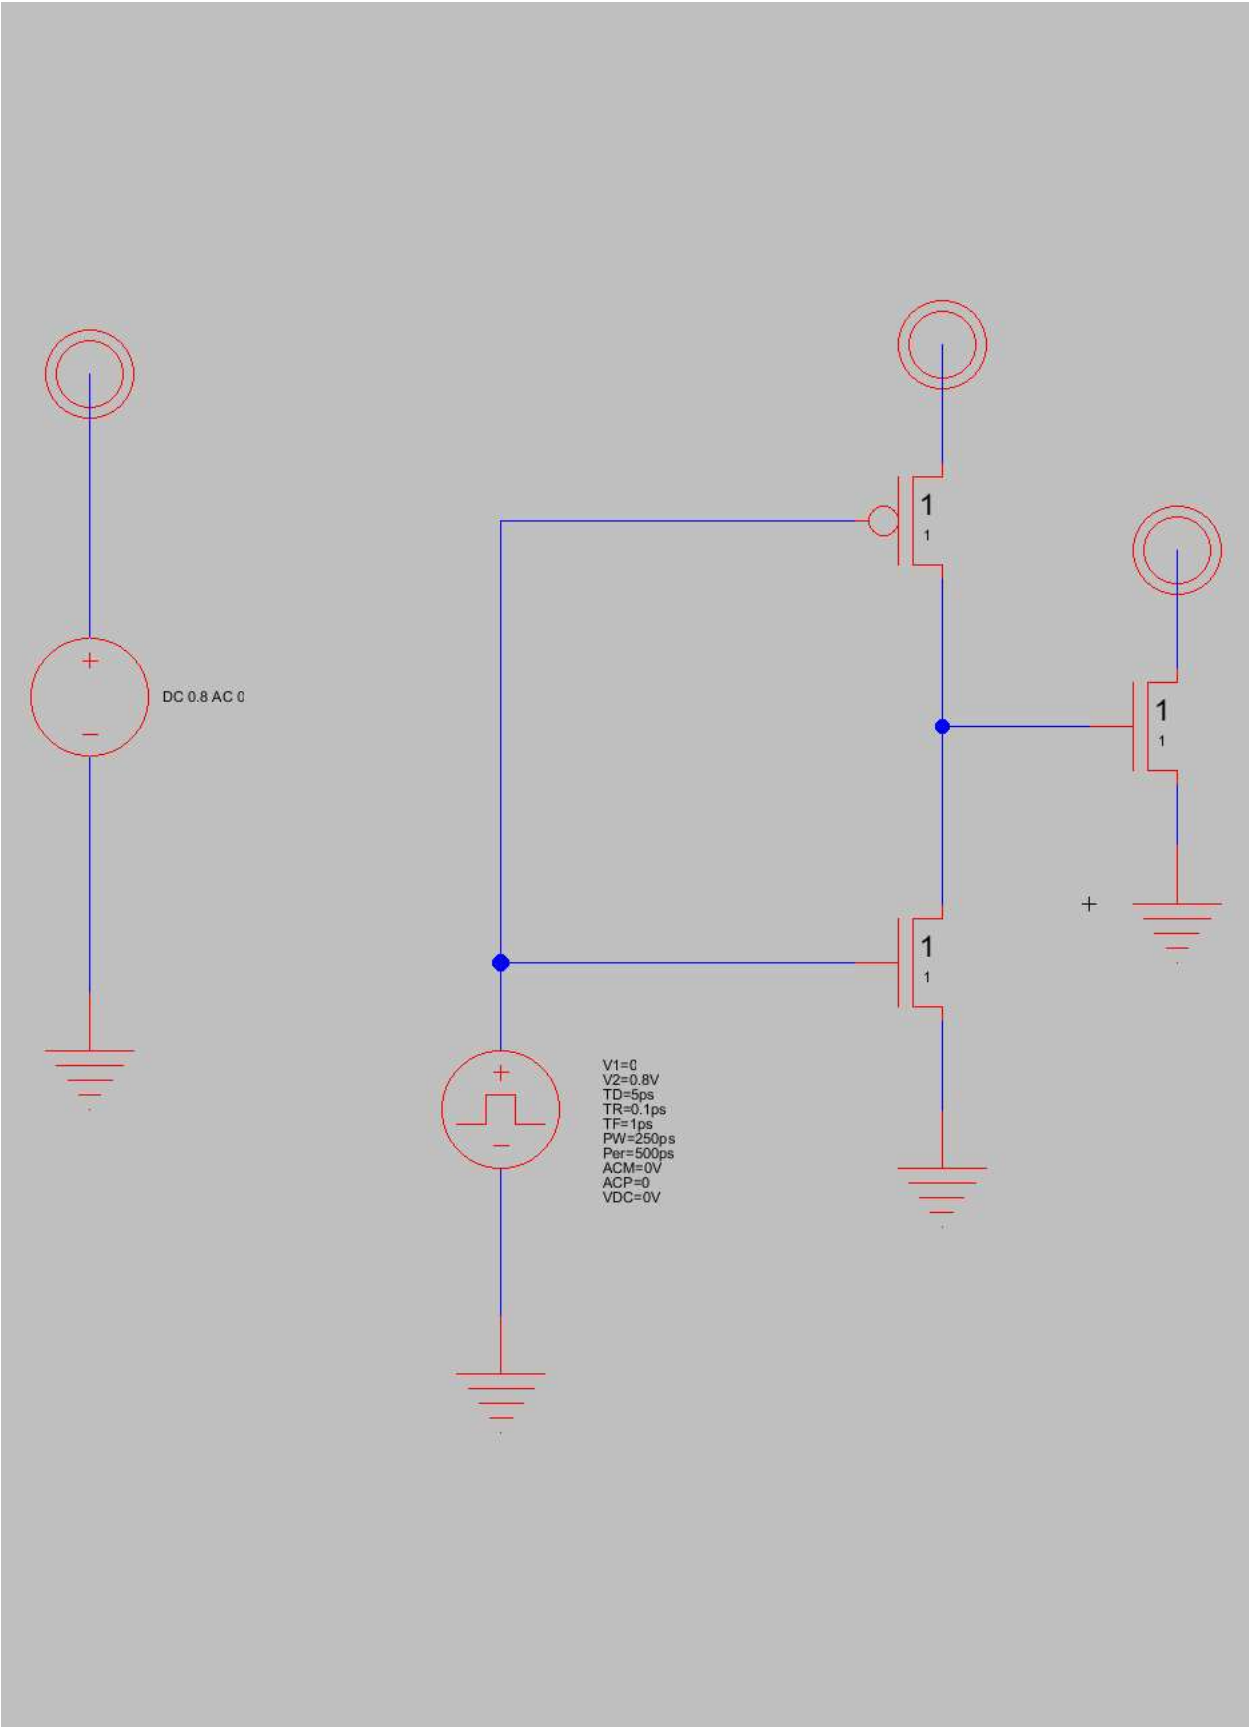 1
1
1
1
DC 0.8 AC 0
1
1
V1=0
V2=0.8V
TD=5ps
TR=0.1ps
TF=1ps
PW=250ps
Per=500ps
ACM=0V
ACP=0
VDC=0V